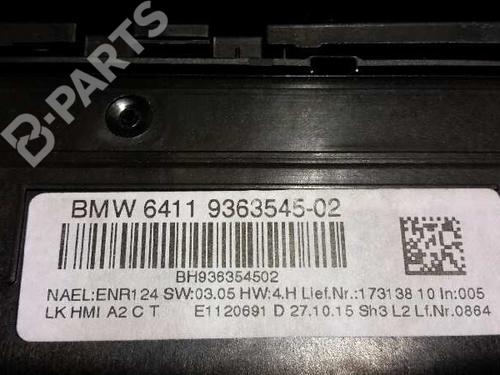 B-PARTS
BMW 6411 9363545-02
BH936354502
NAEL:ENR124 SW:03.05 HW:4.H Lief.Nr.:173138 10 In:005
LK HMI A2 C T E1120691 D 27.10.15 Sh3 L2 Lf.Nr.0864